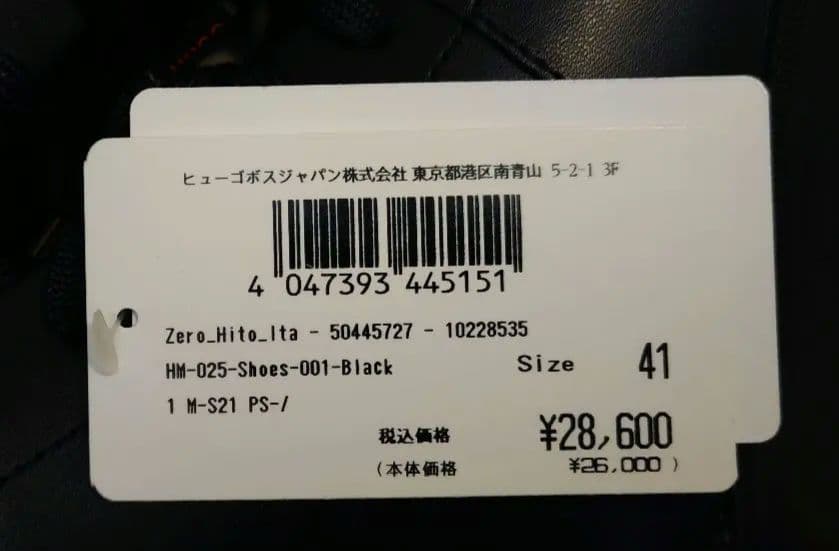 ヒューゴボスジャパン株式会社 東京都港区南青山 5-2-1 3F
4 047393 445151
Zero_Hito_Ita - 50445727 - 10228535
HM-025-Shoes-001-Black Size 41
1 M-S21 PS-/
税込価格 ¥28,600
(本体価格 ¥26,000 )